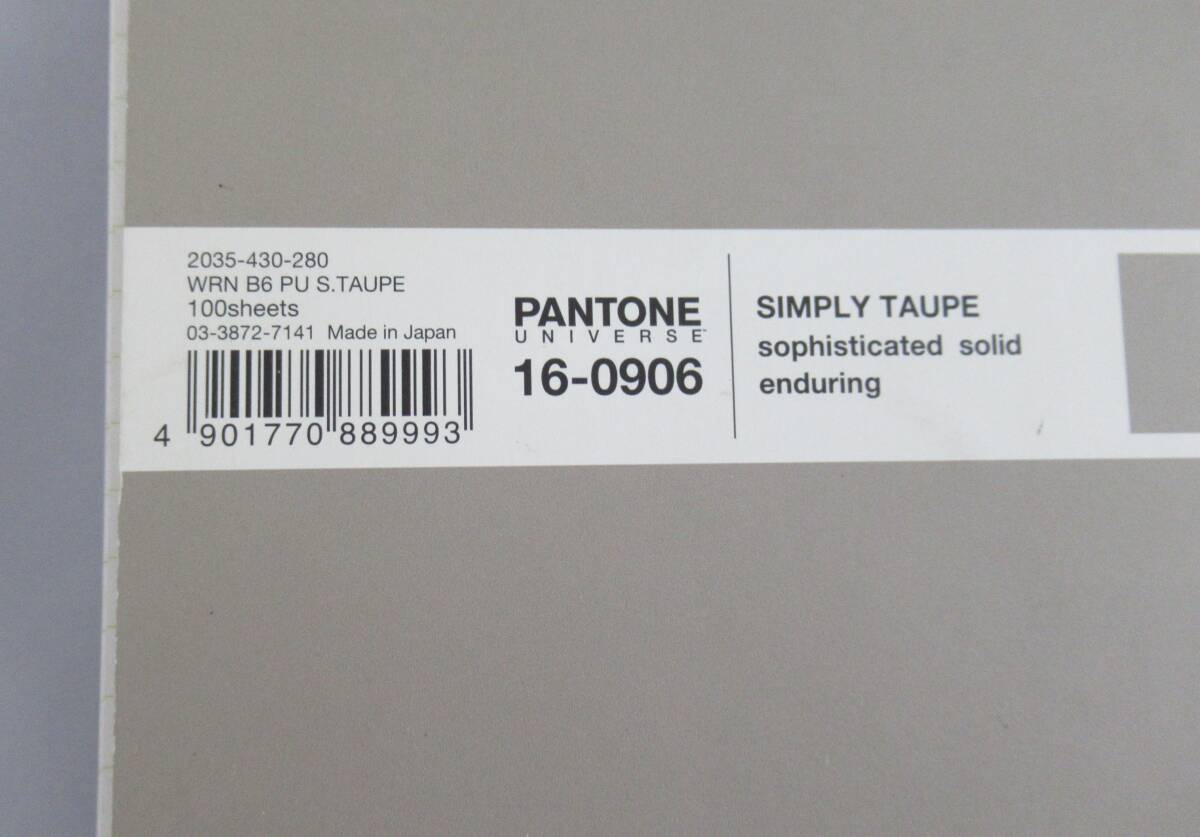 2035-430-280
WRN B6 PU S.TAUPE
100sheets
03-3872-7141 Made in Japan
4 901770 889993
PANTONE
UNIVERSE™
16-0906
SIMPLY TAUPE
sophisticated solid
enduring